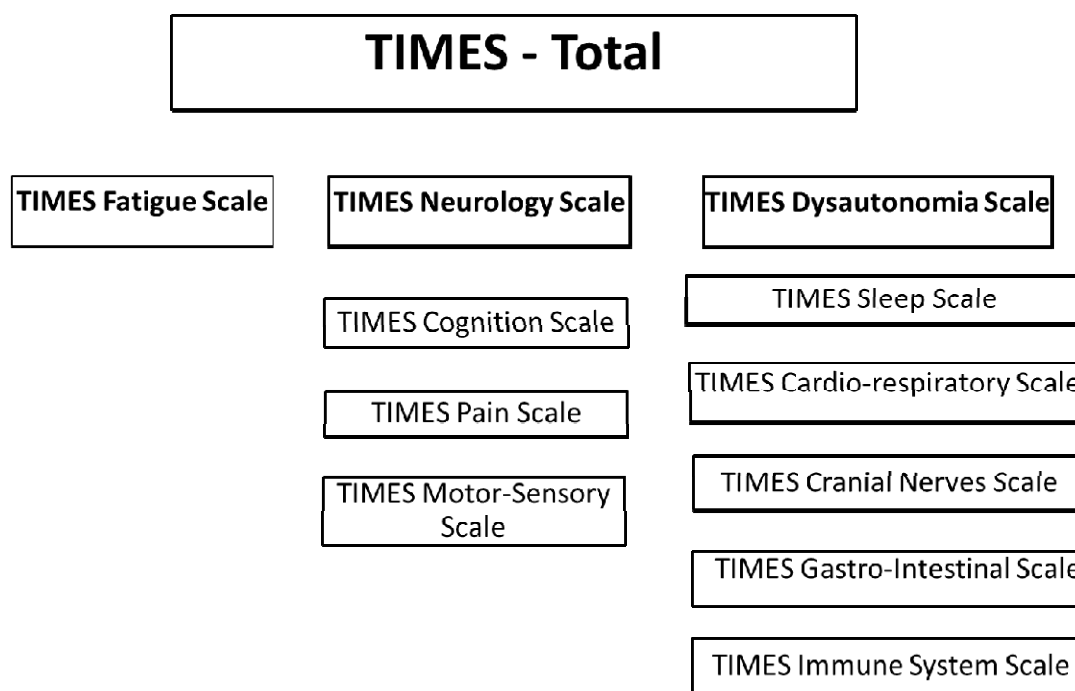 TIMES - Total
TIMES Fatigue Scale
TIMES Neurology Scale
TIMES Dysautonomia Scale
TIMES Cognition Scale
TIMES Pain Scale
TIMES Motor-Sensory
Scale
TIMES Sleep Scale
TIMES Cardio-respiratory Scale
TIMES Cranial Nerves Scale
TIMES Gastro-Intestinal Scale
TIMES Immune System Scale